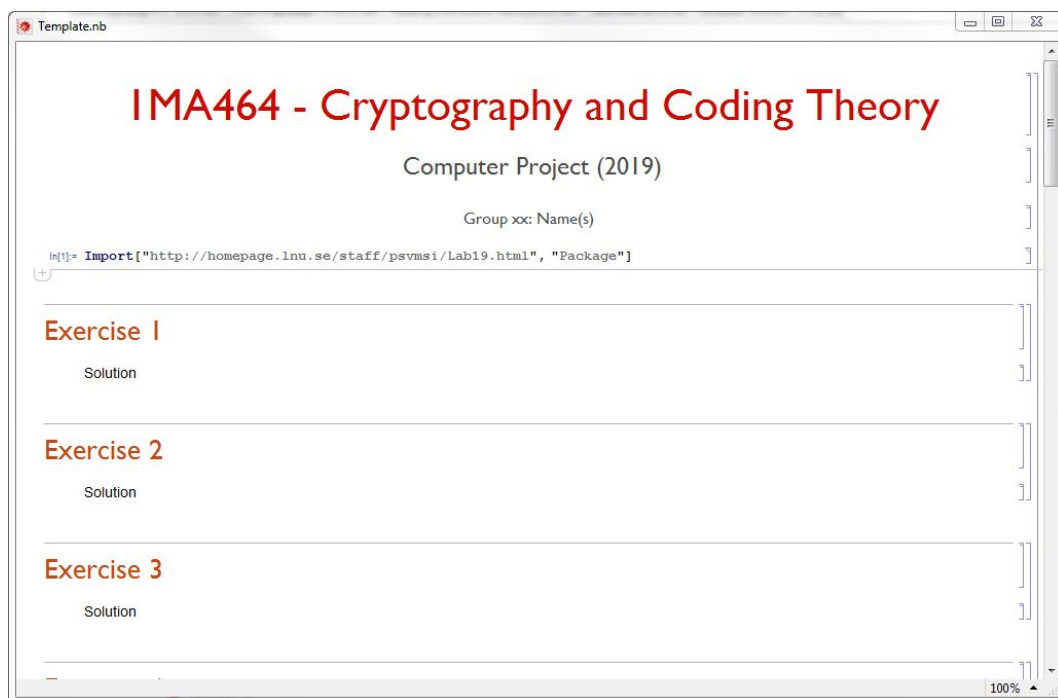 Template.nb
1MA464 - Cryptography and Coding Theory
Computer Project (2019)
Group xx: Name(s)
In[1]:= Import["http://homepage.lnu.se/staff/psvmsi/Lab19.html", "Package"]
Exercise 1
Solution
Exercise 2
Solution
Exercise 3
Solution
100%